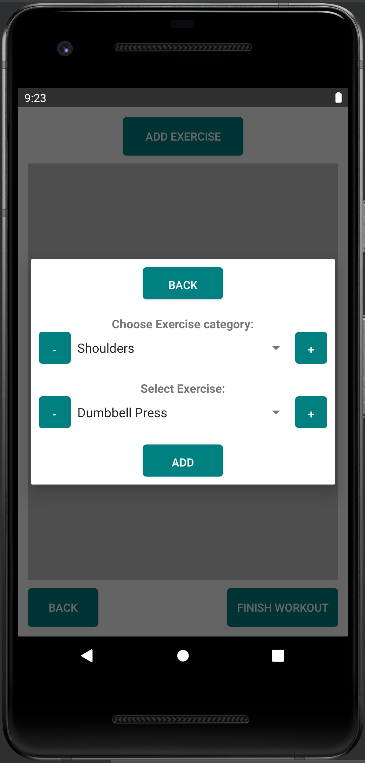 9:23
ADD EXERCISE
BACK
Choose Exercise category:
- Shoulders +
Select Exercise:
- Dumbbell Press +
ADD
BACK FINISH WORKOUT